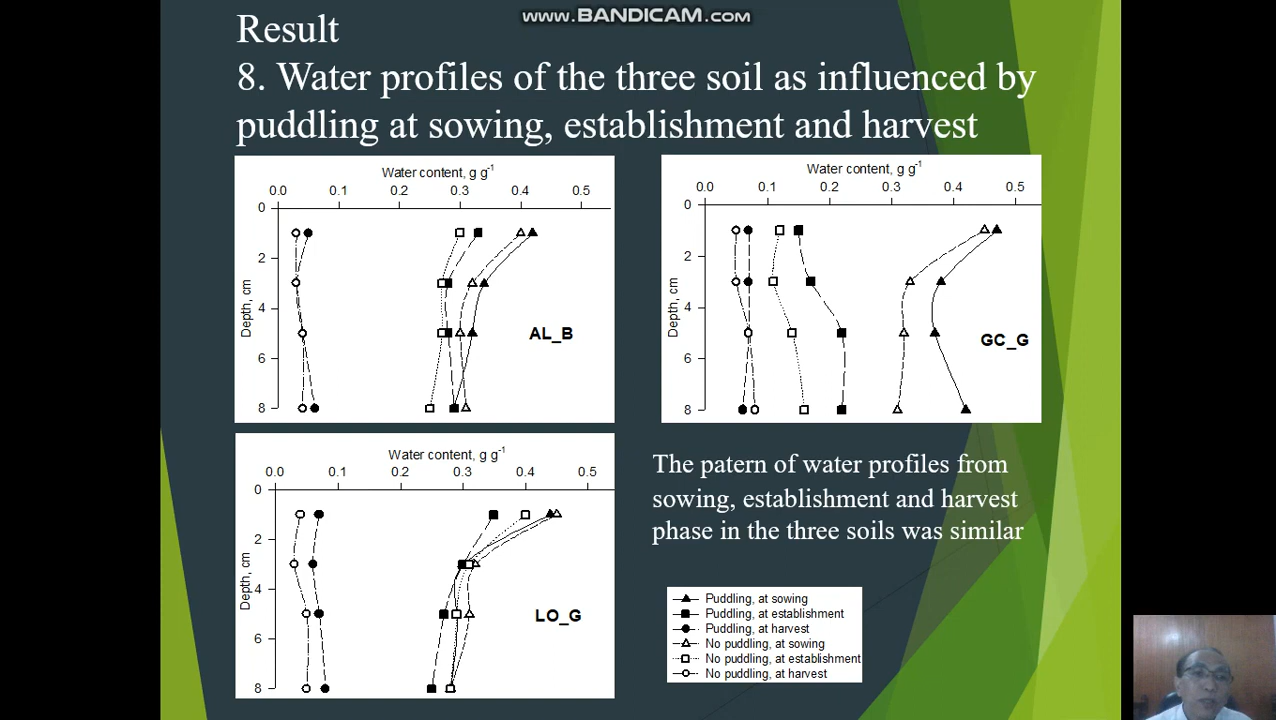 www.BANDICAM.com
Result
8. Water profiles of the three soil as influenced by
puddling at sowing, establishment and harvest
Water content, g g-1
0.0 0.1 0.2 0.3 0.4 0.5
0
2
4
6
8
Depth, cm
AL_B
Water content, g g-1
0.0 0.1 0.2 0.3 0.4 0.5
0
2
4
6
8
Depth, cm
GC_G
Water content, g g-1
0.0 0.1 0.2 0.3 0.4 0.5
0
2
4
6
8
Depth, cm
LO_G
The patern of water profiles from
sowing, establishment and harvest
phase in the three soils was similar
Puddling, at sowing
Puddling, at establishment
Puddling, at harvest
No puddling, at sowing
No puddling, at establishment
No puddling, at harvest